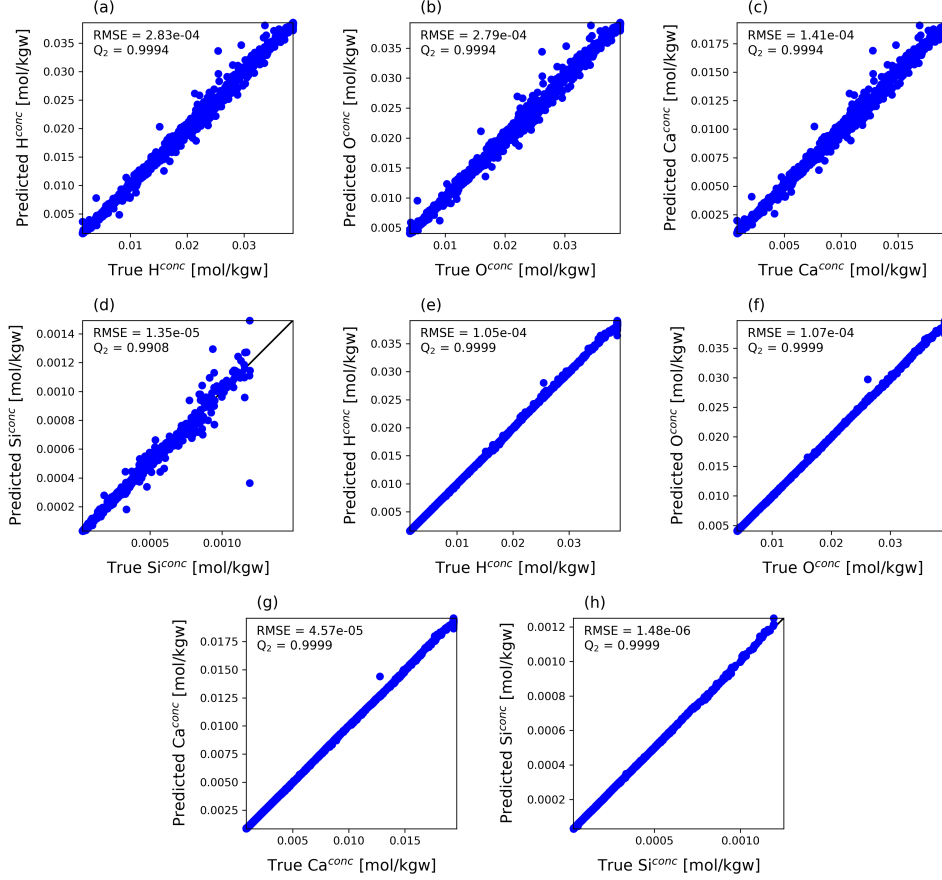 (a)
RMSE = 2.83e-04
Q₂ = 0.9994
0.035
0.030
0.025
0.020
0.015
0.010
0.005
0.01
0.02
0.03
Predicted H^conc [mol/kgw]
True H^conc [mol/kgw]
(b)
RMSE = 2.79e-04
Q₂ = 0.9994
0.035
0.030
0.025
0.020
0.015
0.010
0.005
0.01
0.02
0.03
Predicted O^conc [mol/kgw]
True O^conc [mol/kgw]
(c)
RMSE = 1.41e-04
Q₂ = 0.9994
0.0175
0.0150
0.0125
0.0100
0.0075
0.0050
0.0025
0.005
0.010
0.015
Predicted Ca^conc [mol/kgw]
True Ca^conc [mol/kgw]
(d)
RMSE = 1.35e-05
Q₂ = 0.9908
0.0014
0.0012
0.0010
0.0008
0.0006
0.0004
0.0002
0.0005
0.0010
Predicted Si^conc [mol/kgw]
True Si^conc [mol/kgw]
(e)
RMSE = 1.05e-04
Q₂ = 0.9999
0.035
0.030
0.025
0.020
0.015
0.010
0.005
0.01
0.02
0.03
Predicted H^conc [mol/kgw]
True H^conc [mol/kgw]
(f)
RMSE = 1.07e-04
Q₂ = 0.9999
0.035
0.030
0.025
0.020
0.015
0.010
0.005
0.01
0.02
0.03
Predicted O^conc [mol/kgw]
True O^conc [mol/kgw]
(g)
RMSE = 4.57e-05
Q₂ = 0.9999
0.0175
0.0150
0.0125
0.0100
0.0075
0.0050
0.0025
0.005
0.010
0.015
Predicted Ca^conc [mol/kgw]
True Ca^conc [mol/kgw]
(h)
RMSE = 1.48e-06
Q₂ = 0.9999
0.0012
0.0010
0.0008
0.0006
0.0004
0.0002
0.0005
0.0010
Predicted Si^conc [mol/kgw]
True Si^conc [mol/kgw]